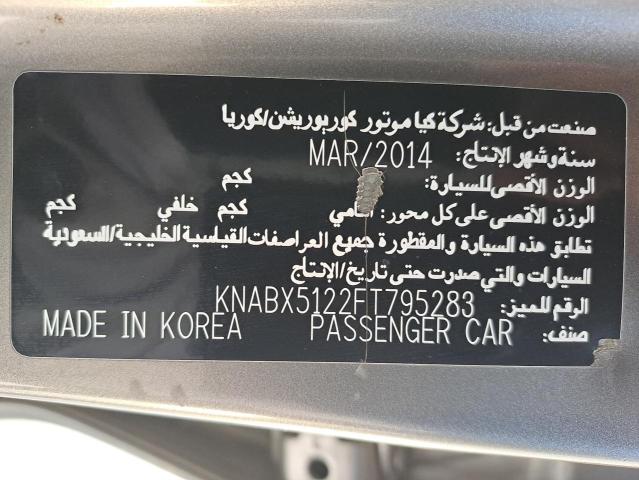 صنعت من قبل: شركة كيا موتور كوربوريشن/كوريا
سنة وشهر الإنتاج: MAR/2014
الوزن الأقصى للسيارة: كجم
الوزن الأقصى على كل محور: أمامي كجم خلفي كجم
تطابق هذه السيارة والمقطورة جميع المواصفات القياسية الخليجية/السعودية
السيارات والتي صدرت حتى تاريخ/الإنتاج
الرقم المميز: KNABX5122FT795283
صنف: PASSENGER CAR MADE IN KOREA